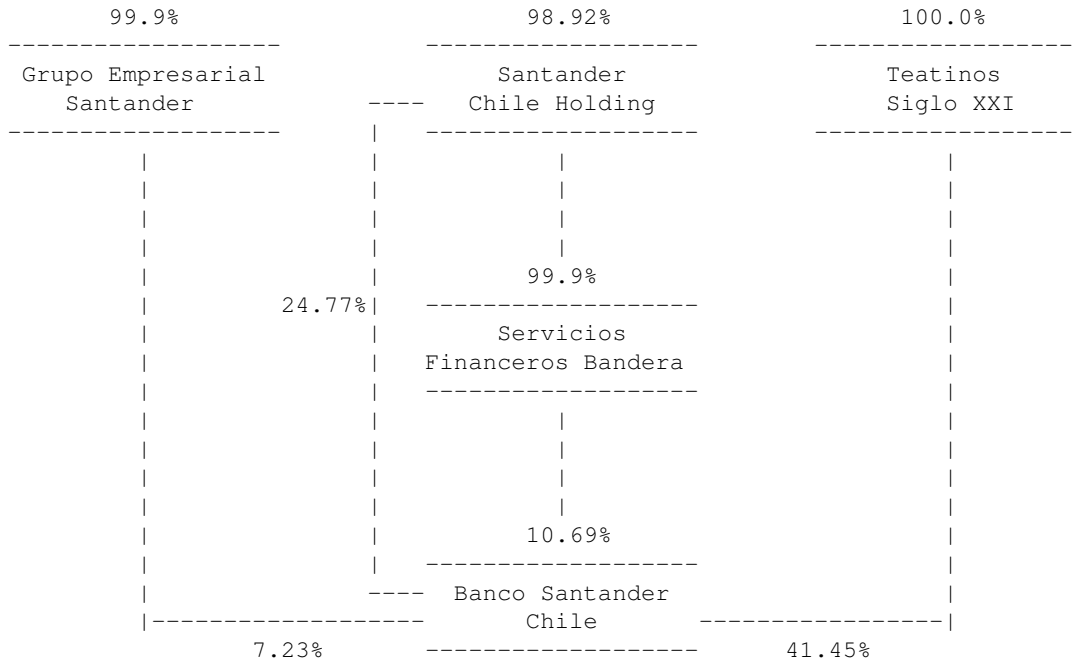 99.9% 98.92% 100.0%
Grupo Empresarial Santander Teatinos
Santander Chile Holding Siglo XXI
99.9%
24.77%
Servicios
Financeros Bandera
10.69%
Banco Santander
Chile
7.23% 41.45%